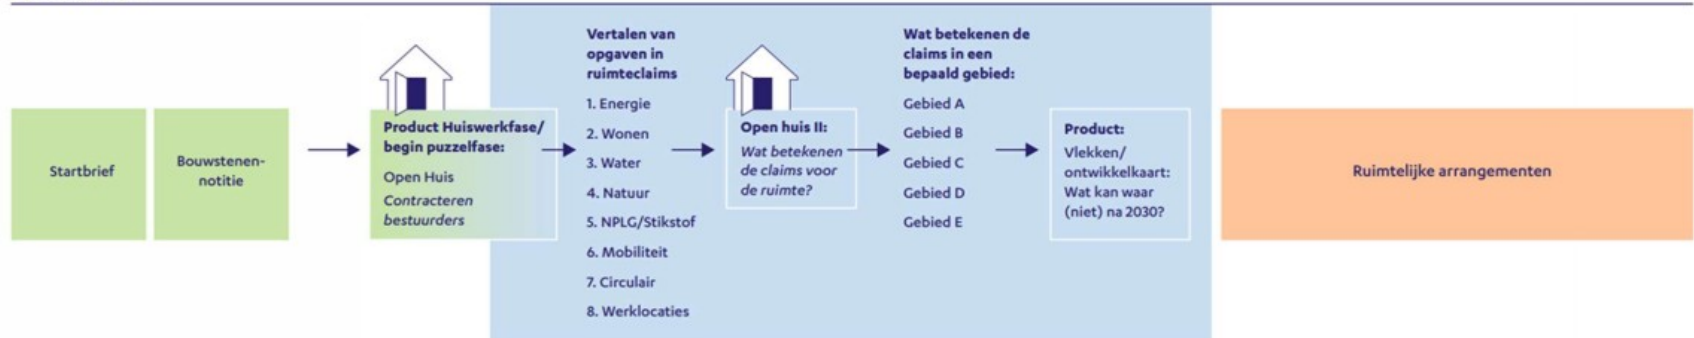 Startbrief
Bouwstenen-
notitie
Product Huiswerkfase/
begin puzzelfase:
Open Huis
Contracteren
bestuurders
Vertalen van
opgaven in
ruimteclaims
1. Energie
2. Wonen
3. Water
4. Natuur
5. NPLG/Stikstof
6. Mobiliteit
7. Circulair
8. Werklocaties
Open huis II:
Wat betekenen
de claims voor
de ruimte?
Wat betekenen de
claims in een
bepaald gebied:
Gebied A
Gebied B
Gebied C
Gebied D
Gebied E
Product:
Vlekken/
ontwikkelkaart:
Wat kan waar
(niet) na 2030?
Ruimtelijke arrangementen